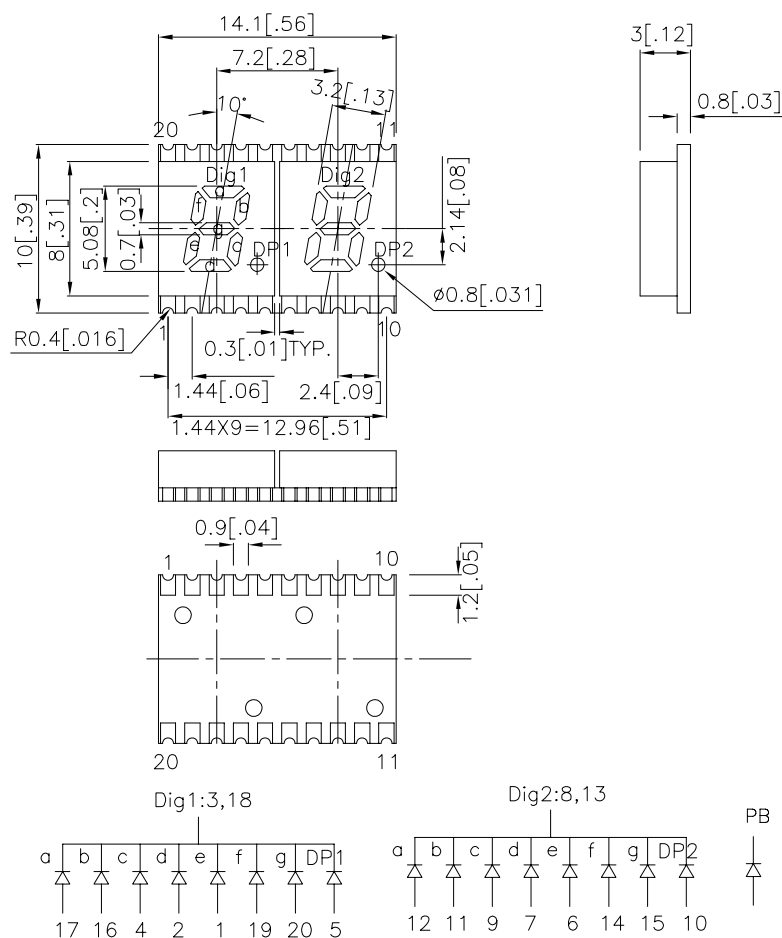 14.1[.56]
7.2[.28]
3[.12]
10°
3.2[.13]
0.8[.03]
20
11
Dig1
Dig2
a
f
b
g
e
c
d
DP1
DP2
10[.39]
8[.31]
5.08[.2]
0.7[.03]
2.14[.08]
ø0.8[.031]
1
10
R0.4[.016]
0.3[.01]TYP.
1.44[.06]
2.4[.09]
1.44X9=12.96[.51]
0.9[.04]
1
10
1.2[.05]
20
11
Dig1:3,18
a b c d e f g DP1
17 16 4 2 1 19 20 5
Dig2:8,13
a b c d e f g DP2
12 11 9 7 6 14 15 10
PB